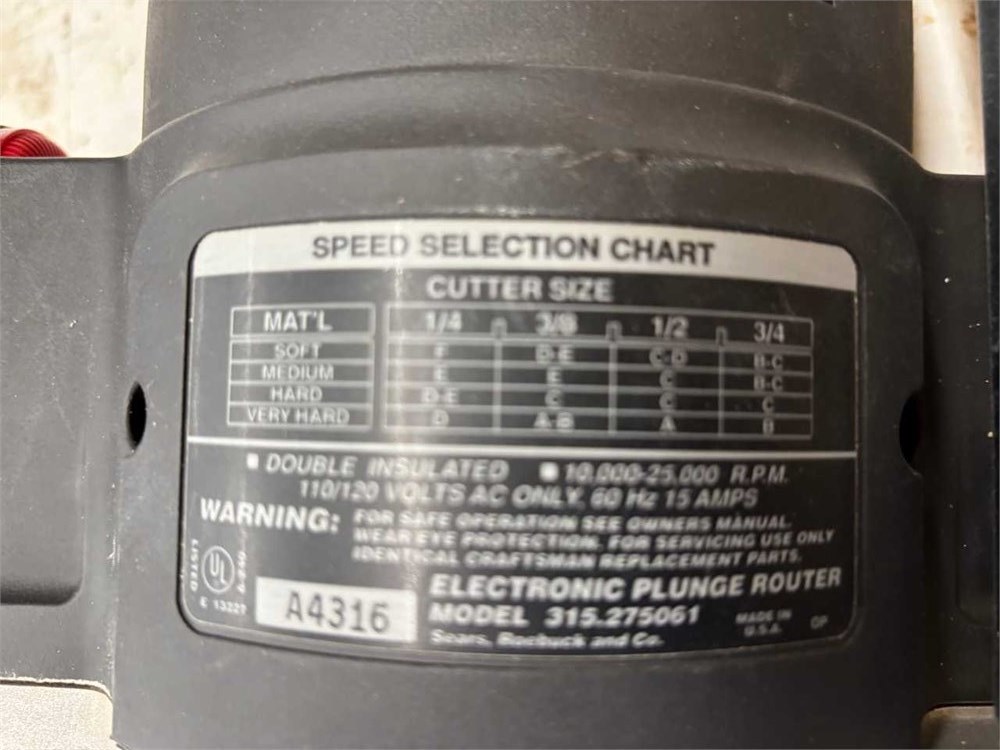 SPEED SELECTION CHART
CUTTER SIZE
MAT'L 1/4 3/8 1/2 3/4
SOFT F D-E C-D B-C
MEDIUM E E C B-C
HARD D-E C C C
VERY HARD D A-B A B
DOUBLE INSULATED 10,000-25,000 R.P.M.
110/120 VOLTS AC ONLY, 60 Hz 15 AMPS
WARNING: FOR SAFE OPERATION SEE OWNERS MANUAL.
WEAR EYE PROTECTION. FOR SERVICING USE ONLY
IDENTICAL CRAFTSMAN REPLACEMENT PARTS.
LISTED UL
E 13227
A4316
ELECTRONIC PLUNGE ROUTER
MODEL 315.275061
Sears, Roebuck and Co.
MADE IN
U.S.A.